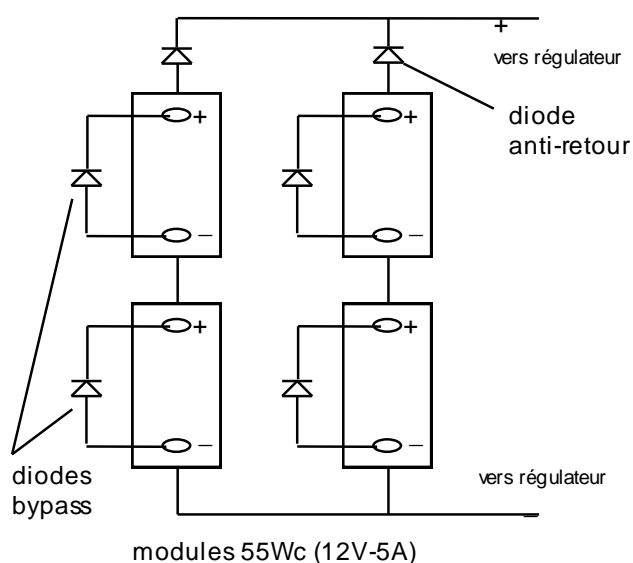 +
vers régulateur
diode
anti-retour
+
+
–
–
+
+
–
–
diodes
bypass
vers régulateur
–
modules 55Wc (12V-5A)